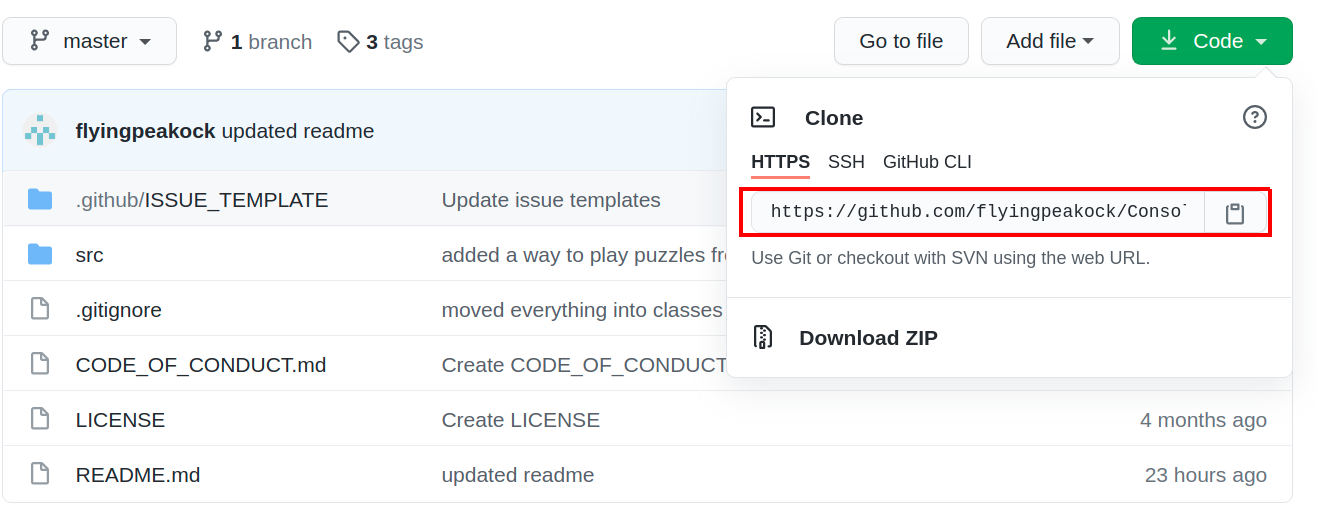 master 1 branch 3 tags Go to file Add file Code
Clone
flyingpeakock updated readme
HTTPS SSH GitHub CLI
.github/ISSUE_TEMPLATE Update issue templates
https://github.com/flyingpeakock/Consol
src added a way to play puzzles fr
Use Git or checkout with SVN using the web URL.
.gitignore moved everything into classes
Download ZIP
CODE_OF_CONDUCT.md Create CODE_OF_CONDUCT
LICENSE Create LICENSE 4 months ago
README.md updated readme 23 hours ago